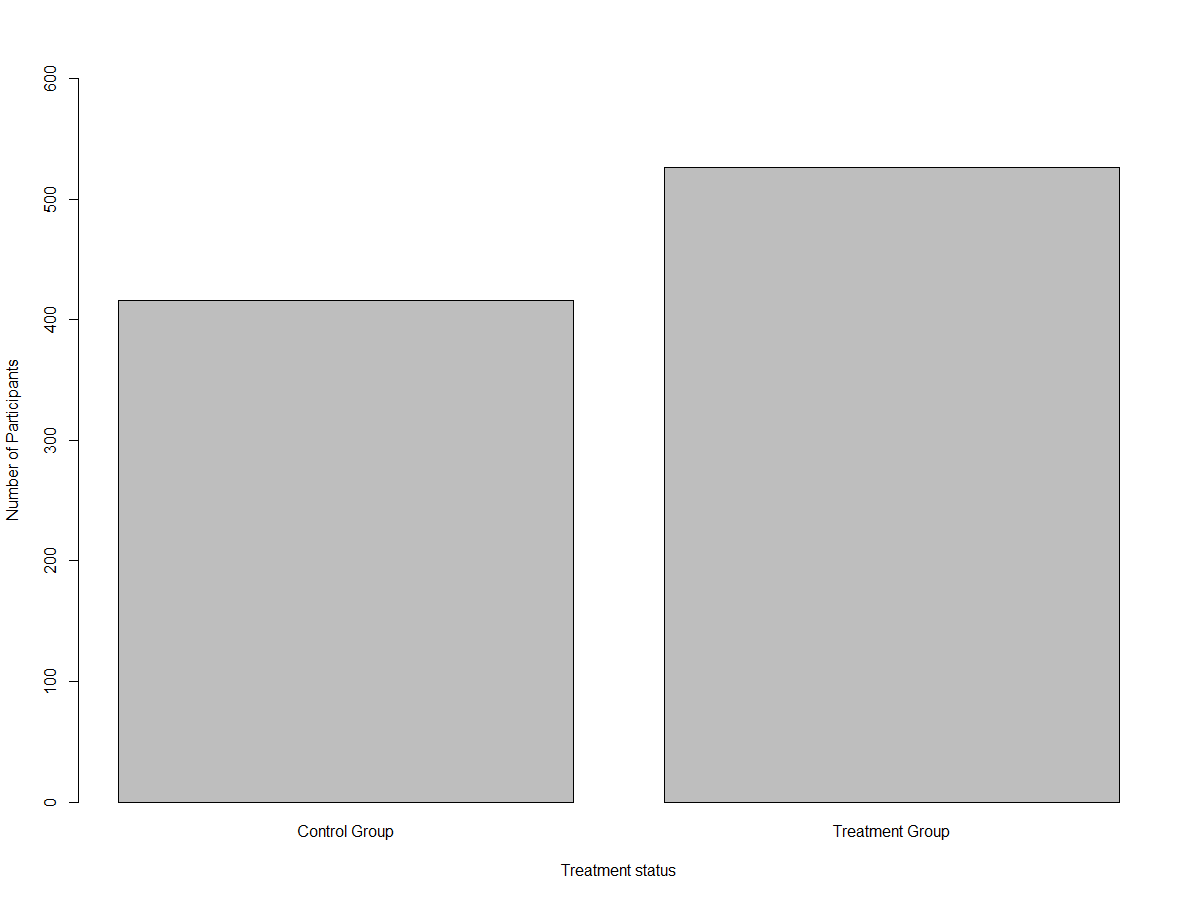 600
500
400
300
200
100
0
Number of Participants
Control Group
Treatment Group
Treatment status